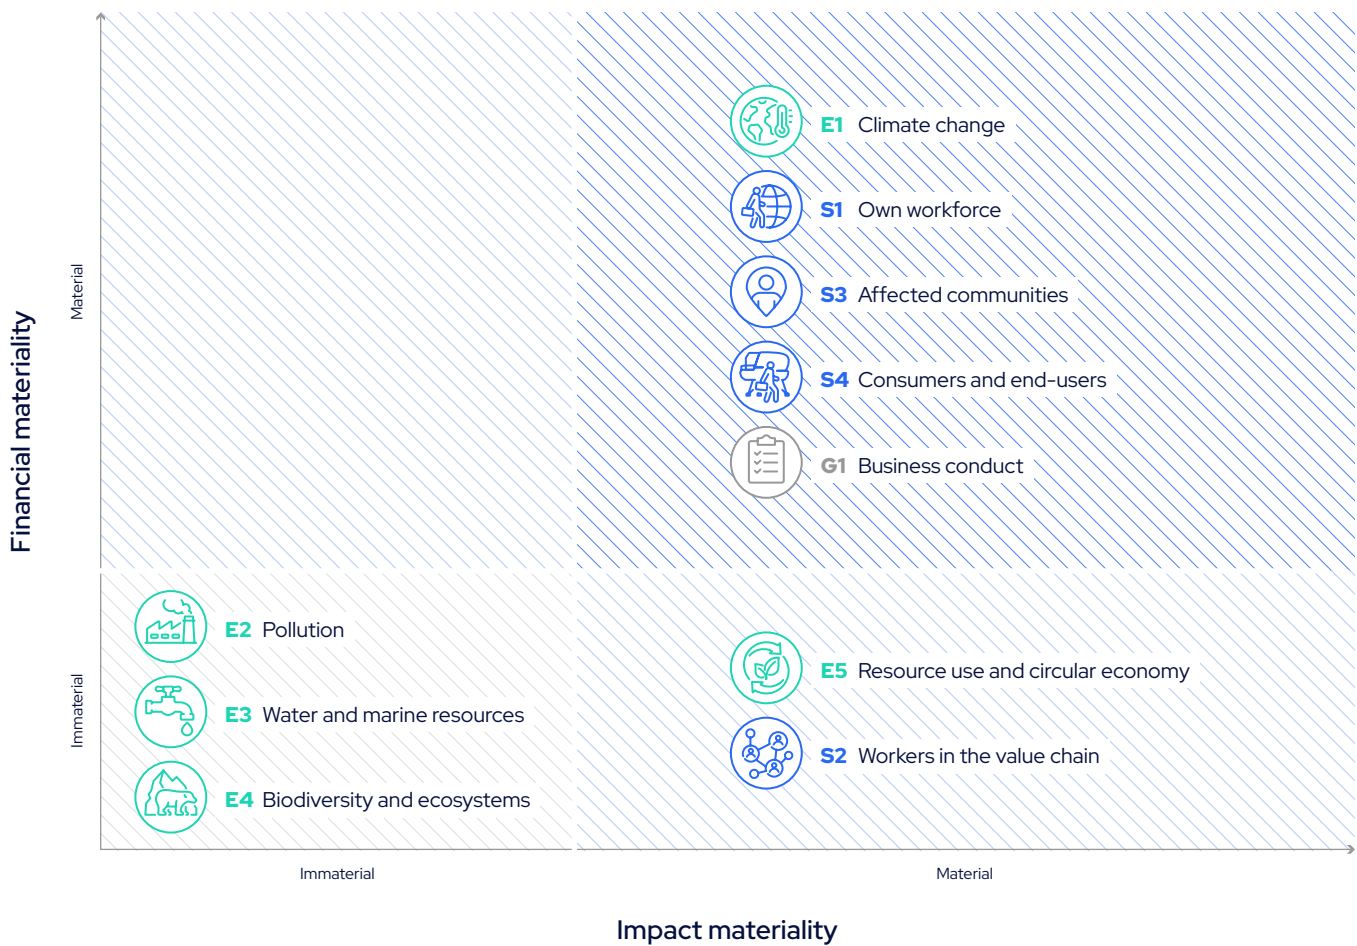 Financial materiality
Material
Immaterial
E1 Climate change
S1 Own workforce
S3 Affected communities
S4 Consumers and end-users
G1 Business conduct
E2 Pollution
E3 Water and marine resources
E4 Biodiversity and ecosystems
E5 Resource use and circular economy
S2 Workers in the value chain
Immaterial
Material
Impact materiality